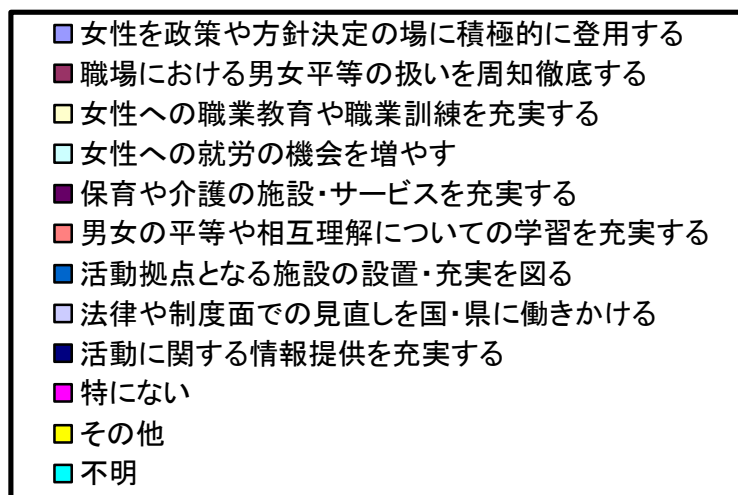 女性を政策や方針決定の場に積極的に登用する
職場における男女平等の扱いを周知徹底する
女性への職業教育や職業訓練を充実する
女性への就労の機会を増やす
保育や介護の施設・サービスを充実する
男女の平等や相互理解についての学習を充実する
活動拠点となる施設の設置・充実を図る
法律や制度面での見直しを国・県に働きかける
活動に関する情報提供を充実する
特にない
その他
不明